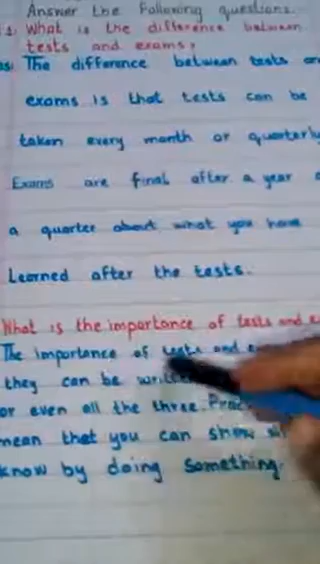 Answer the following questions.
1. What is the difference between
tests and exams?
The difference between tests
exams is that tests can be
taken every month or quarterly
Exams are final after a year
a quarter about what you have
Learned after the tests.
What is the importance of tests and
The importance of tests and
they can be
or even all the three.
mean that you can show
know by doing something.